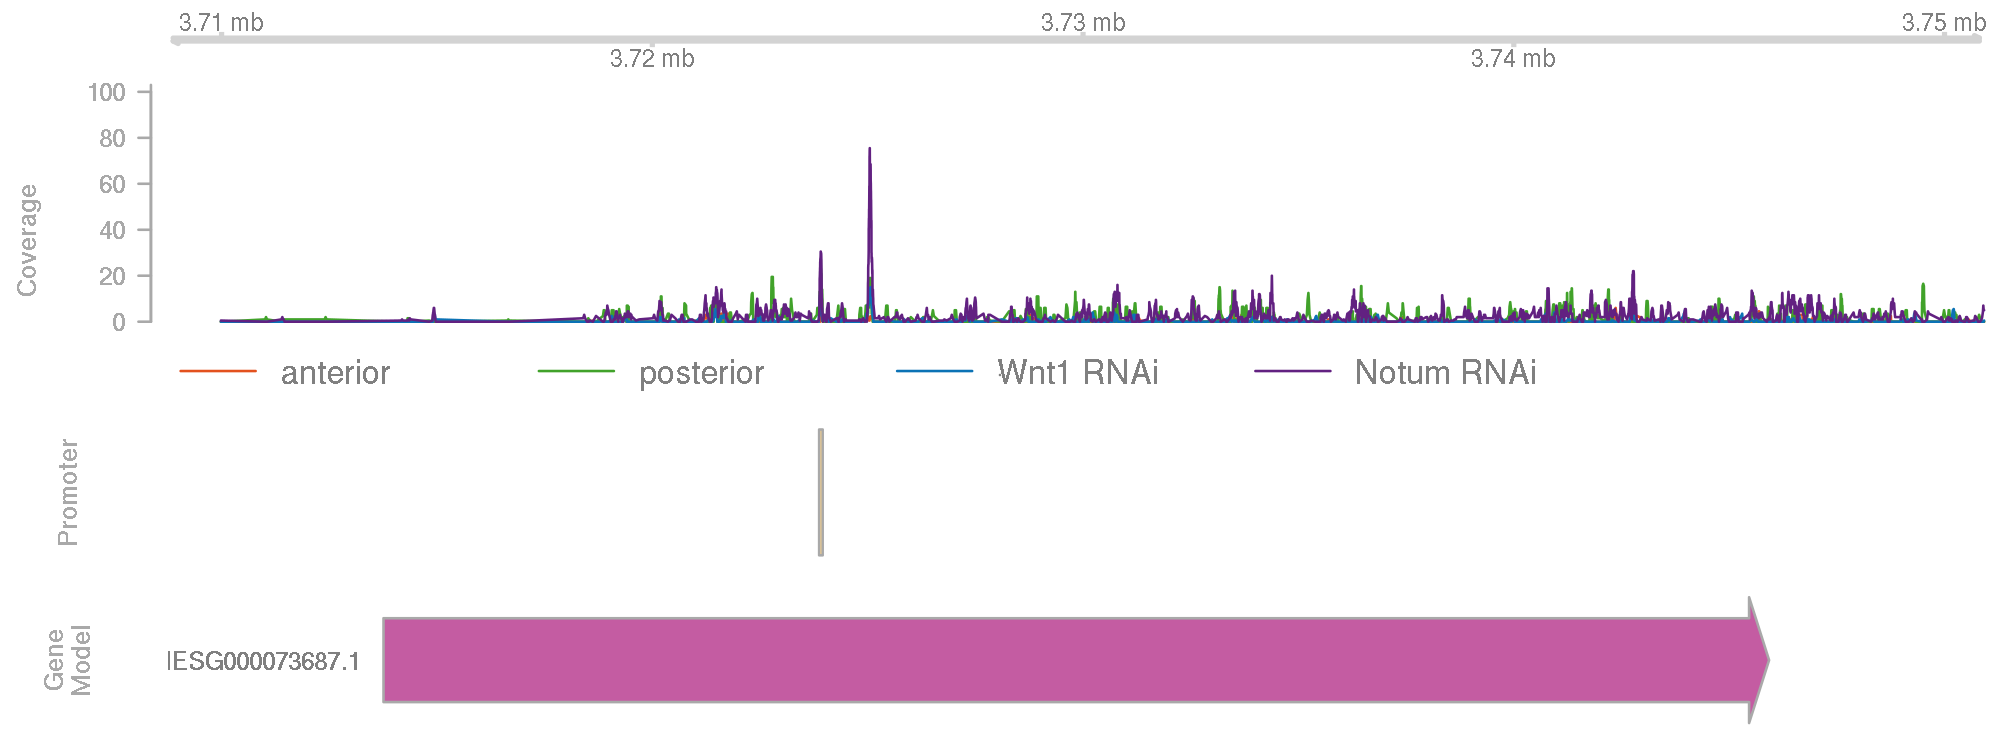 3.71 mb 3.73 mb 3.75 mb
3.72 mb 3.74 mb
Coverage
100
80
60
40
20
0
anterior posterior Wnt1 RNAi Notum RNAi
Promoter
Gene
Model
IESG000073687.1